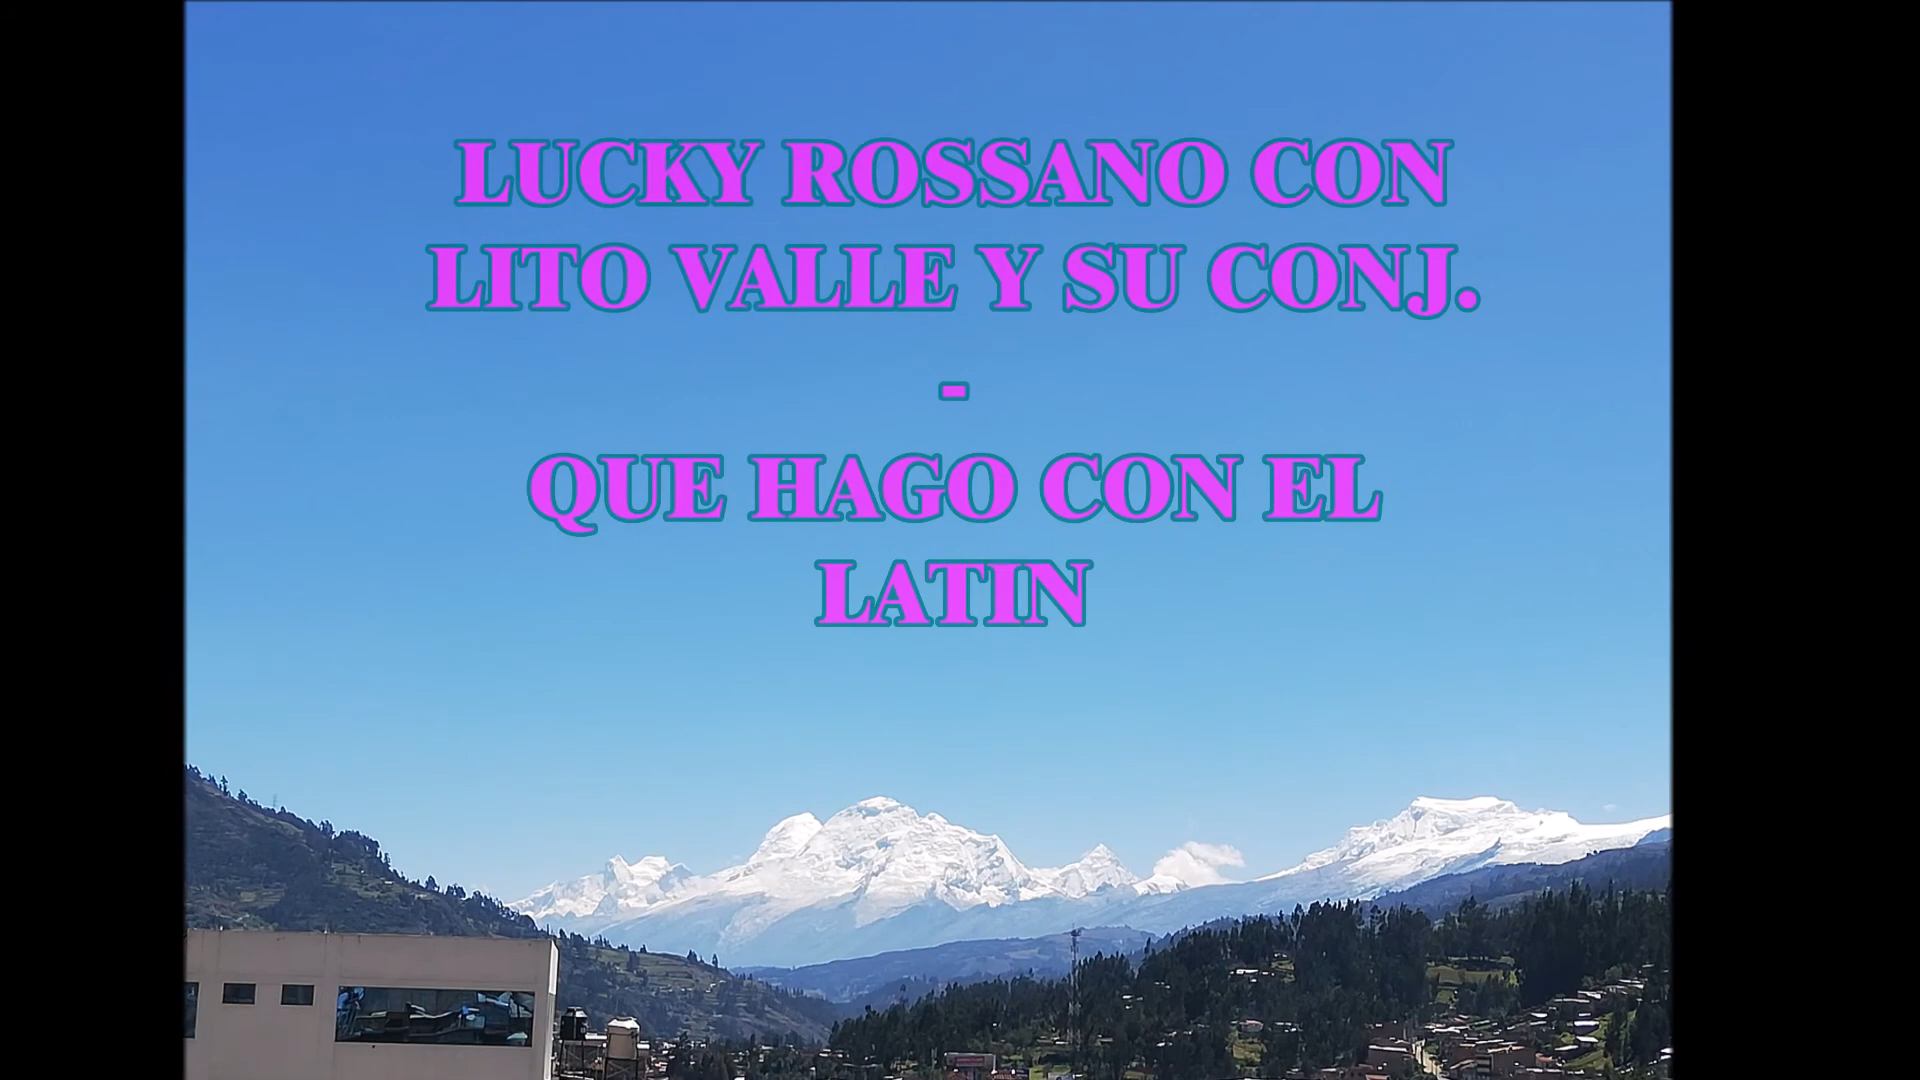 LUCKY ROSSANO CON
LITO VALLE Y SU CONJ.
-
QUE HAGO CON EL
LATIN